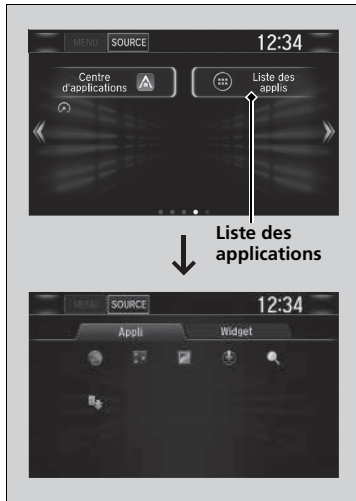 MENU SOURCE 12:34
Centre
d'applications
Liste des
applis
Liste des
applications
MENU SOURCE 12:34
Appli Widget